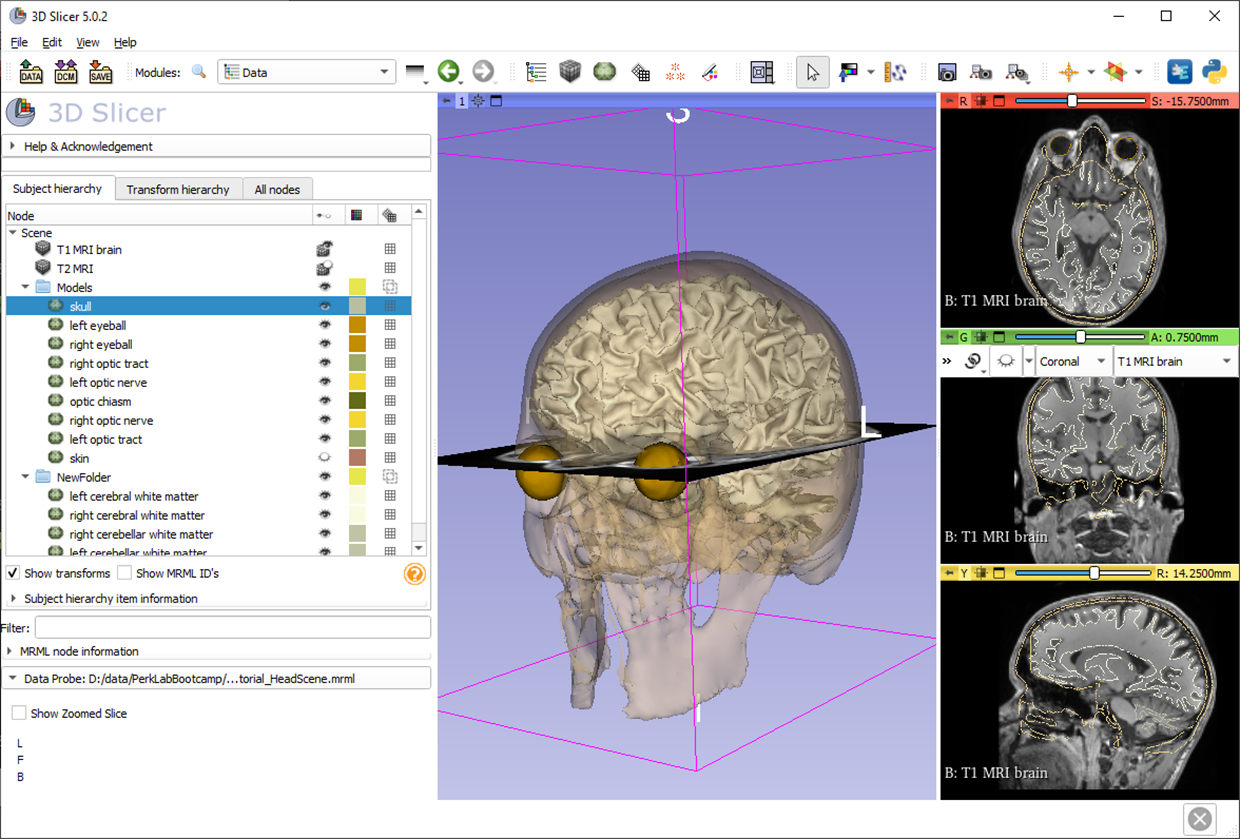 3D Slicer 5.0.2
File Edit View Help
DATA DCM SAVE Modules: Data
3D Slicer
Help & Acknowledgement
Subject hierarchy Transform hierarchy All nodes
Node
Scene
T1 MRI brain
T2 MRI
Models
skull
left eyeball
right eyeball
right optic tract
left optic nerve
optic chiasm
right optic nerve
left optic tract
skin
NewFolder
left cerebral white matter
right cerebral white matter
right cerebellar white matter
left cerebellar white matter
Show transforms Show MRML ID's
Subject hierarchy item information
Filter:
MRML node information
Data Probe: D:/data/PerkLabBootcamp/...torial_HeadScene.mrml
Show Zoomed Slice
L
F
B
1
S
L
I
R S: -15.7500mm
B: T1 MRI brain
G A: 0.7500mm
Coronal T1 MRI brain
B: T1 MRI brain
Y R: 14.2500mm
B: T1 MRI brain